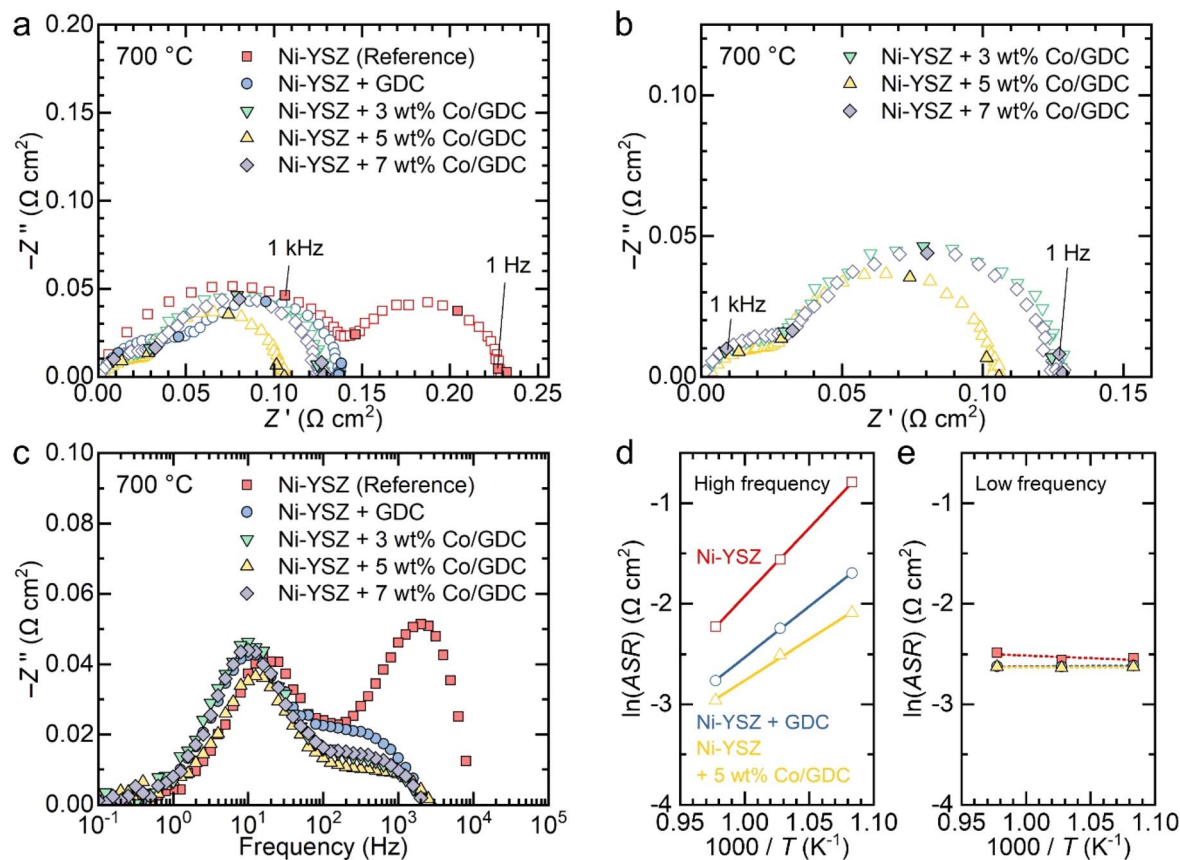 a
700 °C
Ni-YSZ (Reference)
Ni-YSZ + GDC
Ni-YSZ + 3 wt% Co/GDC
Ni-YSZ + 5 wt% Co/GDC
Ni-YSZ + 7 wt% Co/GDC
1 kHz
1 Hz
0.20
0.15
0.10
0.05
0.00
−Z" (Ω cm²)
0.00 0.05 0.10 0.15 0.20 0.25
Z' (Ω cm²)
b
700 °C
Ni-YSZ + 3 wt% Co/GDC
Ni-YSZ + 5 wt% Co/GDC
Ni-YSZ + 7 wt% Co/GDC
1 kHz
1 Hz
0.10
0.05
0.00
−Z" (Ω cm²)
0.00 0.05 0.10 0.15
Z' (Ω cm²)
c
700 °C
Ni-YSZ (Reference)
Ni-YSZ + GDC
Ni-YSZ + 3 wt% Co/GDC
Ni-YSZ + 5 wt% Co/GDC
Ni-YSZ + 7 wt% Co/GDC
0.10
0.08
0.06
0.04
0.02
0.00
−Z" (Ω cm²)
10⁻¹ 10⁰ 10¹ 10² 10³ 10⁴ 10⁵
Frequency (Hz)
d
High frequency
Ni-YSZ
Ni-YSZ + GDC
Ni-YSZ
+ 5 wt% Co/GDC
-1
-2
-3
-4
ln(ASR) (Ω cm²)
0.95 1.00 1.05 1.10
1000 / T (K⁻¹)
e
Low frequency
-1
-2
-3
-4
ln(ASR) (Ω cm²)
0.95 1.00 1.05 1.10
1000 / T (K⁻¹)